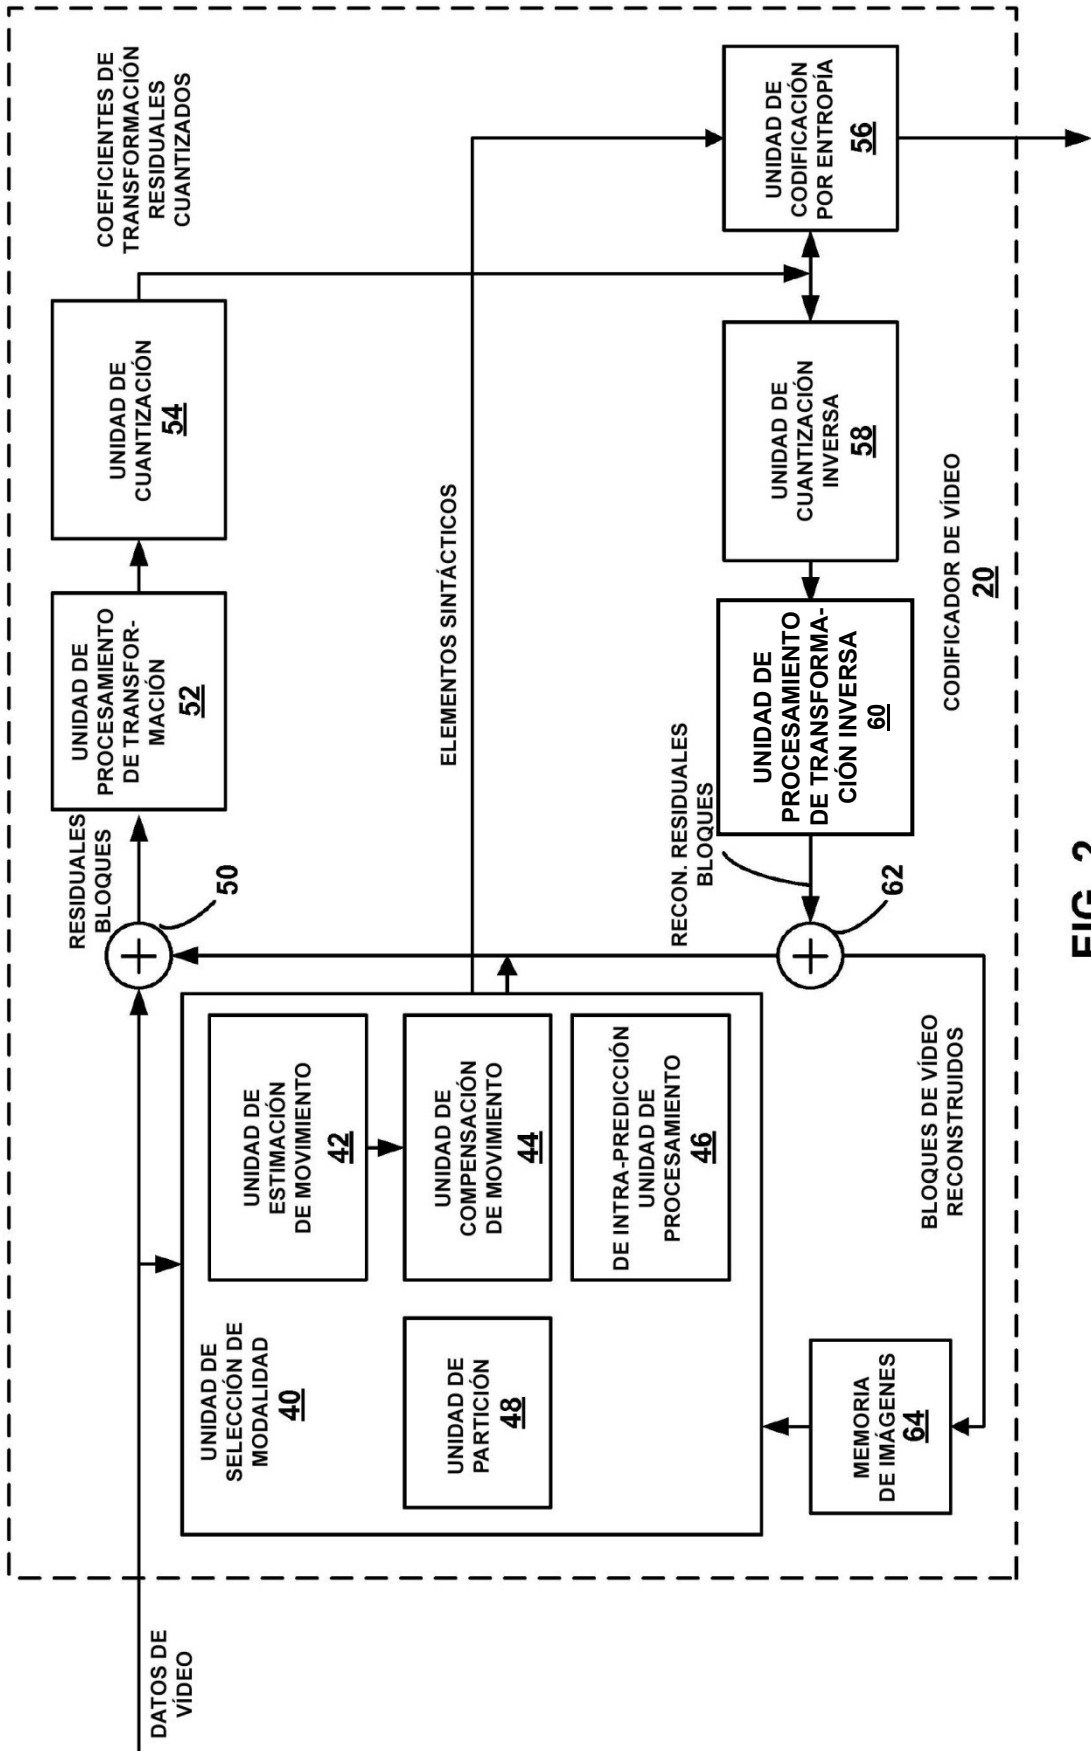 COEFICIENTES DE
TRANSFORMACIÓN
RESIDUALES
CUANTIZADOS
RESIDUALES
BLOQUES
UNIDAD DE
PROCESAMIENTO
DE TRANSFOR-
MACIÓN
52
UNIDAD DE
CUANTIZACIÓN
54
50
DATOS DE
VÍDEO
UNIDAD DE
SELECCIÓN DE
MODALIDAD
40
UNIDAD DE
ESTIMACIÓN
DE MOVIMIENTO
42
UNIDAD DE
COMPENSACIÓN
DE MOVIMIENTO
44
DE INTRA-PREDICCIÓN
UNIDAD DE
PROCESAMIENTO
46
UNIDAD DE
PARTICIÓN
48
ELEMENTOS SINTÁCTICOS
UNIDAD DE
CODIFICACIÓN
POR ENTROPÍA
56
UNIDAD DE
CUANTIZACIÓN
INVERSA
58
UNIDAD DE
PROCESAMIENTO
DE TRANSFORMA-
CIÓN INVERSA
60
RECON. RESIDUALES
BLOQUES
62
MEMORIA
DE IMÁGENES
64
BLOQUES DE VÍDEO
RECONSTRUIDOS
CODIFICADOR DE VÍDEO
20
FIG. 2